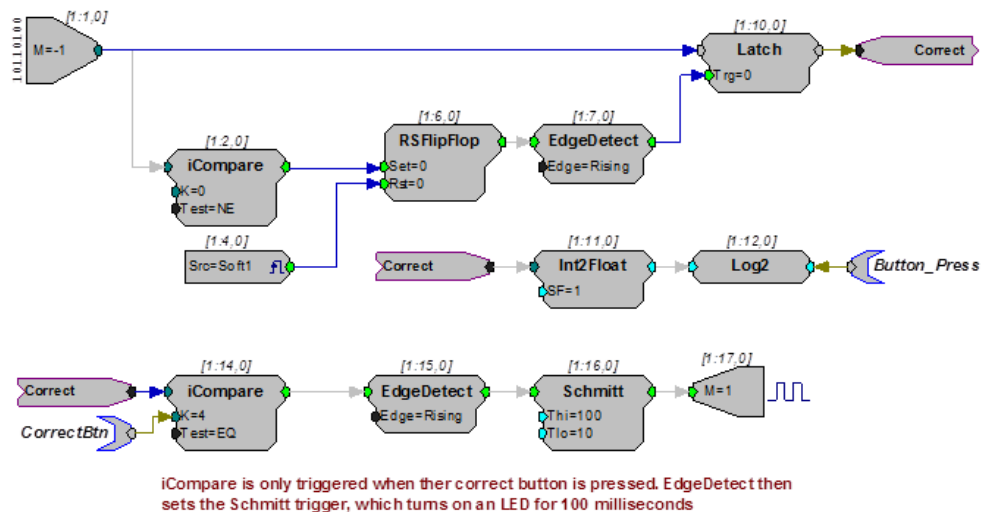 [1:1,0]
10110100
M=-1
[1:10,0]
Latch
Trg=0
Correct
[1:6,0]
RSFlipFlop
Set=0
Rst=0
[1:7,0]
EdgeDetect
Edge=Rising
[1:2,0]
iCompare
K=0
Test=NE
[1:4,0]
Src=Soft1
Correct
[1:11,0]
Int2Float
SF=1
[1:12,0]
Log2
Button_Press
Correct
CorrectBtn
[1:14,0]
iCompare
K=4
Test=EQ
[1:15,0]
EdgeDetect
Edge=Rising
[1:16,0]
Schmitt
Thi=100
Tlo=10
[1:17,0]
M=1
iCompare is only triggered when ther correct button is pressed. EdgeDetect then
sets the Schmitt trigger, which turns on an LED for 100 milliseconds